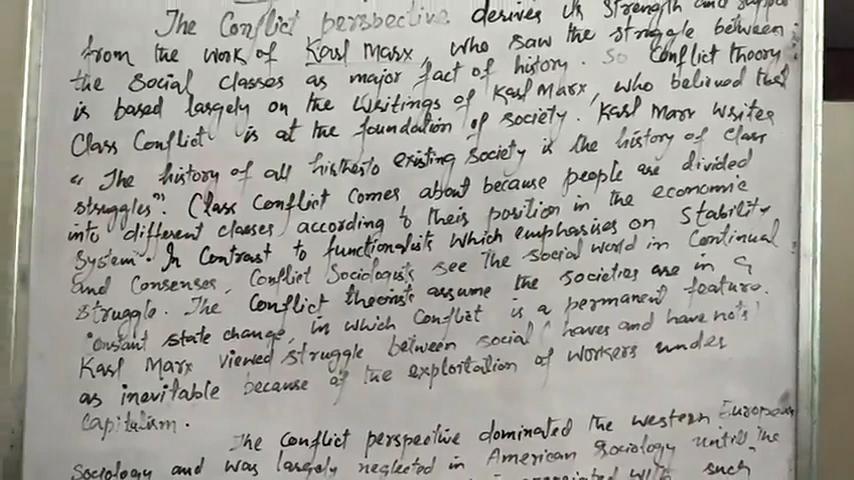 The Conflict perspective derives its strength and
from the work of Karl Marx, who saw the struggle between
the social classes as major fact of history. So Conflict theory
is based largely on the writings of Karl Marx, who believed that
Class Conflict is at the foundation of society. Karl Marx writes
"The history of all hitherto existing society is the history of class
struggles". Class Conflict comes about because people are divided
into different classes according to their position in the economic
system. In Contrast to functionalists which emphasises on Stability
and Consenses, Conflict Sociologists see the social world in Continual
struggle. The Conflict theorists assume the societies are in a
constant state change, in which Conflict is a permanent feature.
Karl Marx viewed struggle between social (haves and have nots)
as inevitable because of the exploitation of workers under
Capitalism.
The conflict perspective dominated the western European
Sociology and was largely neglected in American Sociology until the
such